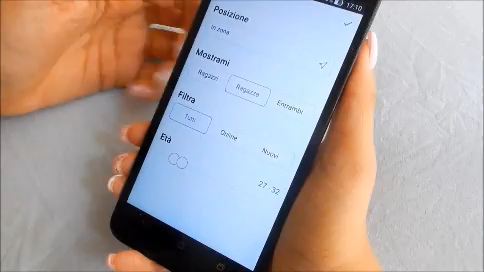 17:10
Posizione
In zona
Mostrami
Ragazzi Ragazze Entrambi
Filtra
Tutti Online Nuovi
Età
27 - 32